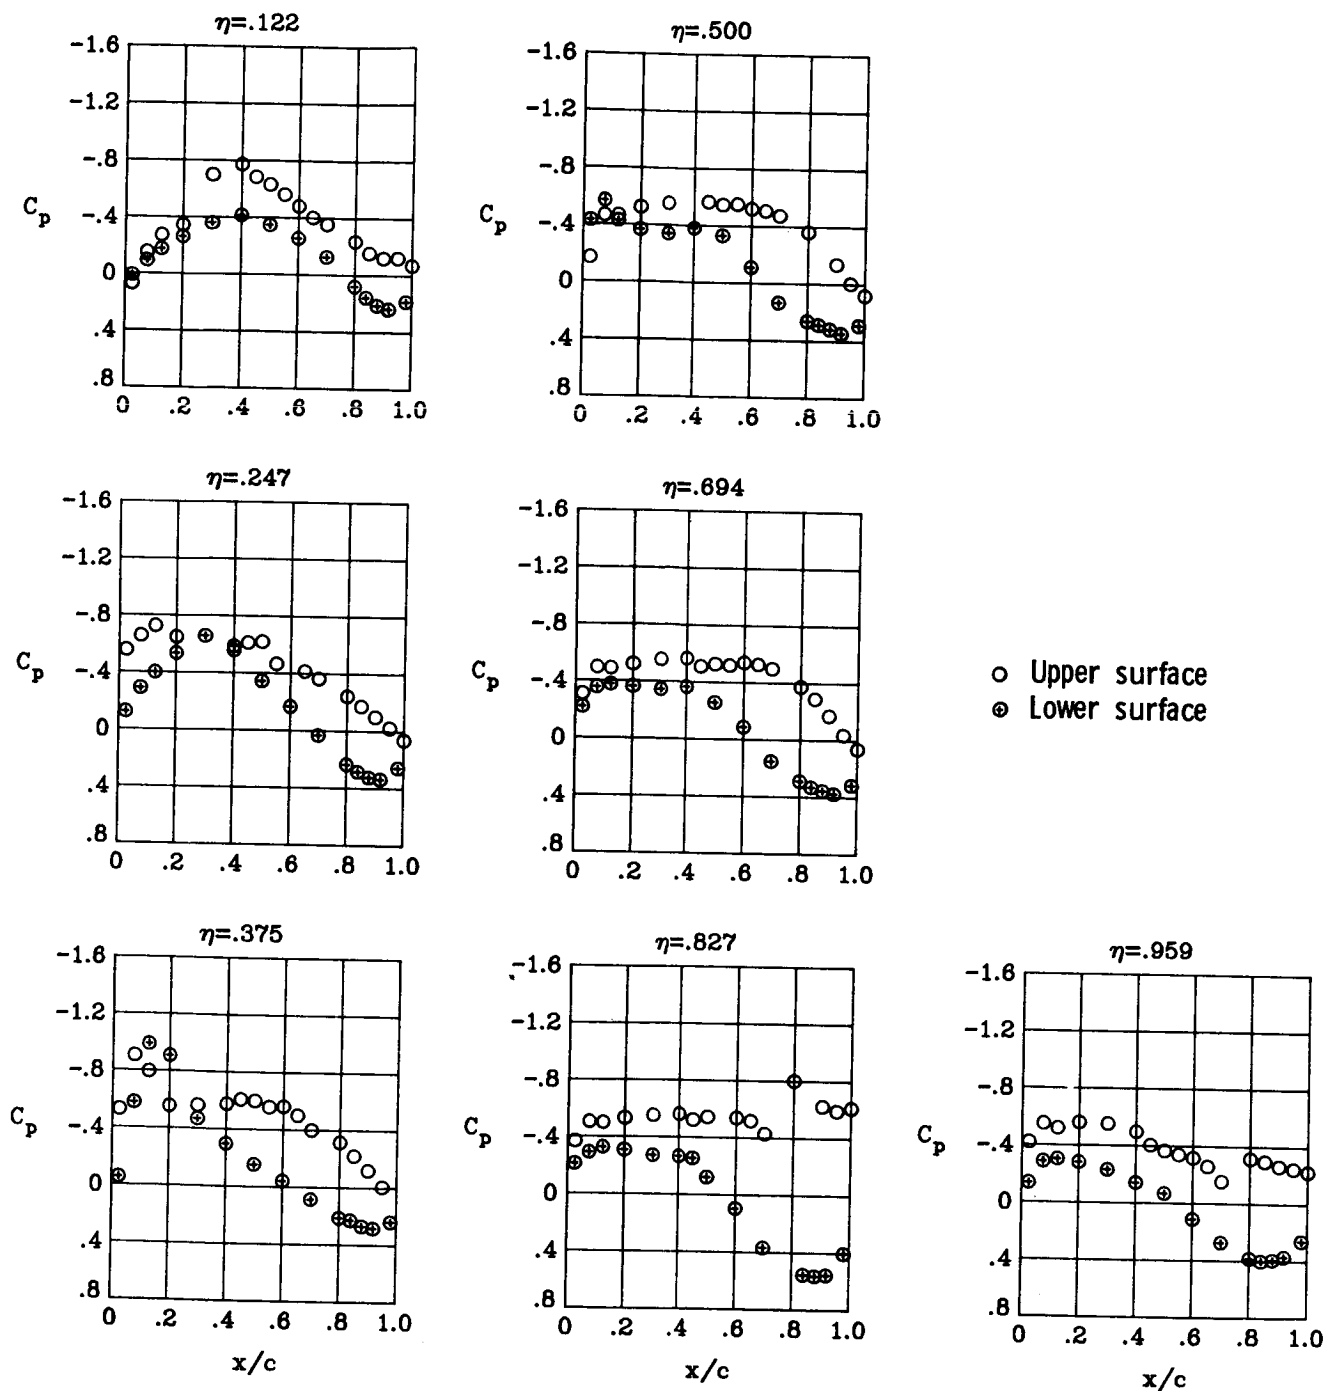 η=.122
-1.6
-1.2
-.8
-.4
0
.4
.8
C_p
0 .2 .4 .6 .8 1.0
η=.500
-1.6
-1.2
-.8
-.4
0
.4
.8
C_p
0 .2 .4 .6 .8 1.0
η=.247
-1.6
-1.2
-.8
-.4
0
.4
.8
C_p
0 .2 .4 .6 .8 1.0
η=.694
-1.6
-1.2
-.8
-.4
0
.4
.8
C_p
0 .2 .4 .6 .8 1.0
Upper surface
Lower surface
η=.375
-1.6
-1.2
-.8
-.4
0
.4
.8
C_p
0 .2 .4 .6 .8 1.0
x/c
η=.827
-1.6
-1.2
-.8
-.4
0
.4
.8
C_p
0 .2 .4 .6 .8 1.0
x/c
η=.959
-1.6
-1.2
-.8
-.4
0
.4
.8
C_p
0 .2 .4 .6 .8 1.0
x/c